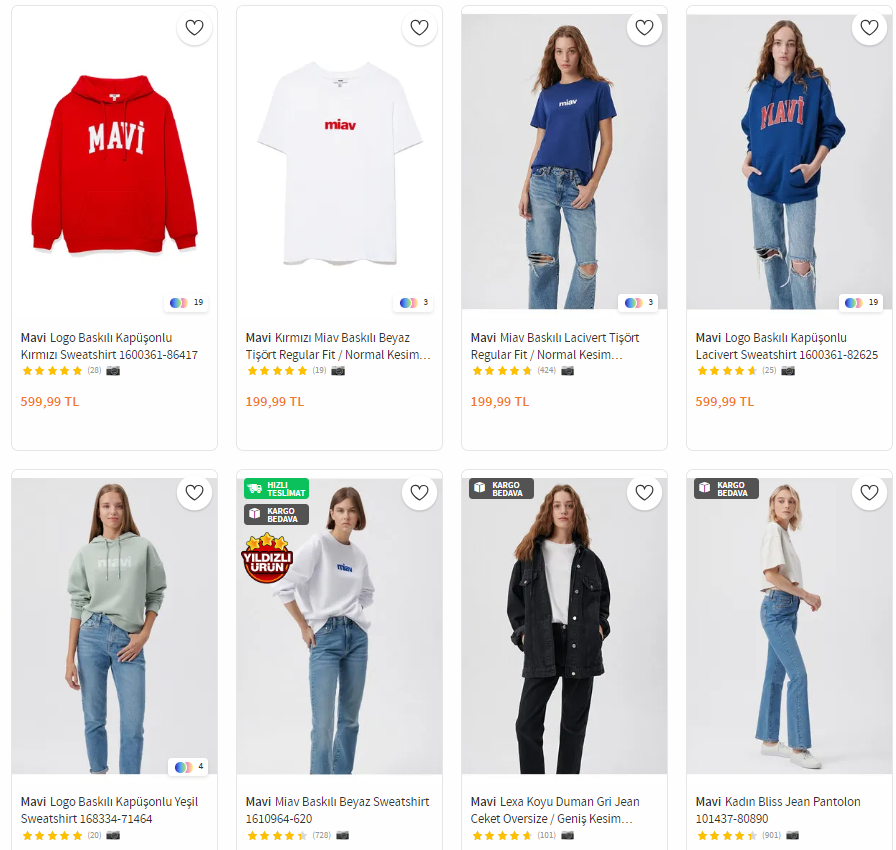 MAVİ
19
Mavi Logo Baskılı Kapüşonlu
Kırmızı Sweatshirt 1600361-86417
(28)
599,99 TL
miav
3
Mavi Kırmızı Miav Baskılı Beyaz
Tişört Regular Fit / Normal Kesim...
(19)
199,99 TL
miav
3
Mavi Miav Baskılı Lacivert Tişört
Regular Fit / Normal Kesim...
(424)
199,99 TL
MAVİ
19
Mavi Logo Baskılı Kapüşonlu
Lacivert Sweatshirt 1600361-82625
(25)
599,99 TL
mavi
4
Mavi Logo Baskılı Kapüşonlu Yeşil
Sweatshirt 168334-71464
(20)
HIZLI
TESLİMAT
KARGO
BEDAVA
YILDIZLI
ÜRÜN
miav
Mavi Miav Baskılı Beyaz Sweatshirt
1610964-620
(728)
KARGO
BEDAVA
Mavi Lexa Koyu Duman Gri Jean
Ceket Oversize / Geniş Kesim...
(101)
KARGO
BEDAVA
Mavi Kadın Bliss Jean Pantolon
101437-80890
(901)